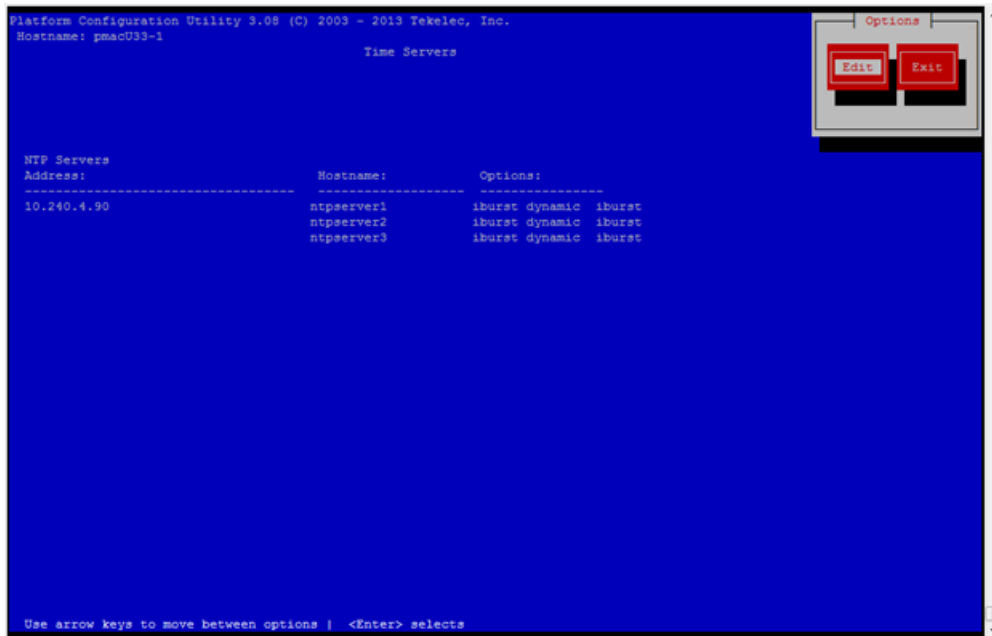 Platform Configuration Utility 3.08 (C) 2003 - 2013 Tekelec, Inc.
Hostname: pmacU33-1
Time Servers
Options
Edit Exit
NTP Servers
Address: Hostname: Options:
10.240.4.90 ntpserver1 iburst dynamic iburst
ntpserver2 iburst dynamic iburst
ntpserver3 iburst dynamic iburst
Use arrow keys to move between options | <Enter> selects